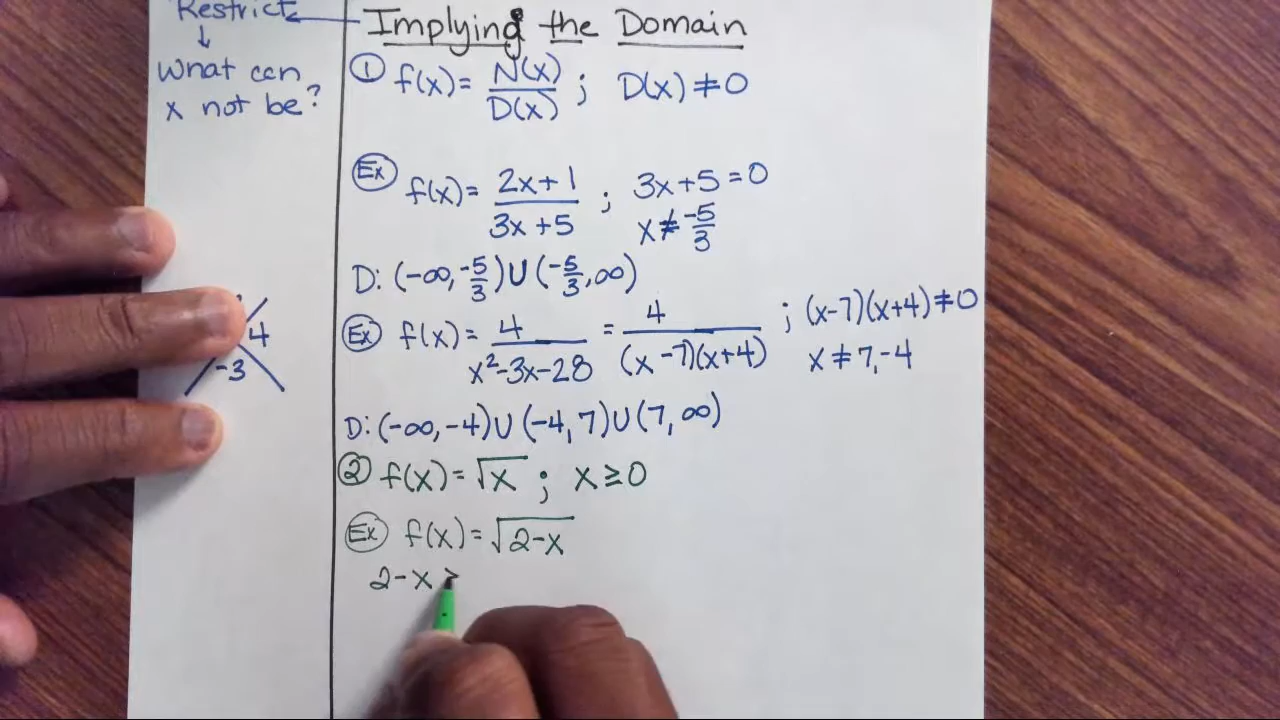 Restrict
↓
What can
x not be?
4
-3
Implying the Domain
① f(x) = N(x)/D(x) ; D(x) ≠ 0
Ex f(x) = (2x+1)/(3x+5) ; 3x+5=0
x ≠ -5/3
D: (-∞, -5/3) ∪ (-5/3, ∞)
Ex f(x) = 4/(x²-3x-28) = 4/((x-7)(x+4)) ; (x-7)(x+4) ≠ 0
x ≠ 7, -4
D: (-∞, -4) ∪ (-4, 7) ∪ (7, ∞)
② f(x) = √x ; x ≥ 0
Ex f(x) = √(2-x)
2-x >